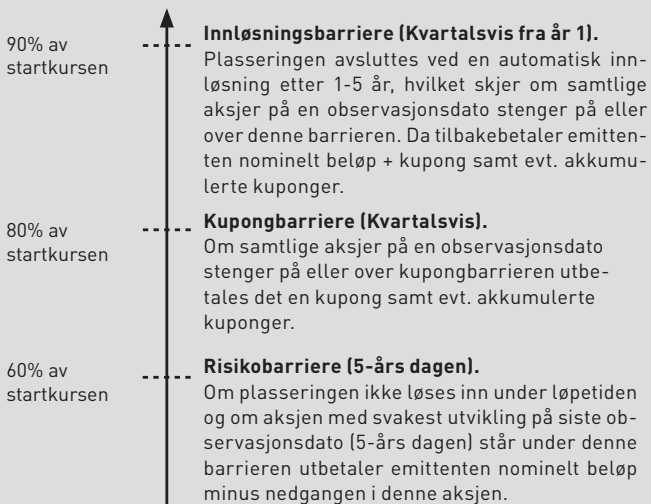 90% av
startkursen
Innløsningsbarriere (Kvartalsvis fra år 1).
Plasseringen avsluttes ved en automatisk inn-
løsning etter 1-5 år, hvilket skjer om samtlige
aksjer på en observasjonsdato stenger på eller
over denne barrieren. Da tilbakebetaler emitten-
ten nominelt beløp + kupong samt evt. akkumu-
lerte kuponger.
80% av
startkursen
Kupongbarriere (Kvartalsvis).
Om samtlige aksjer på en observasjonsdato
stenger på eller over kupongbarrieren utbe-
tales det en kupong samt evt. akkumulerte
kuponger.
60% av
startkursen
Risikobarriere (5-års dagen).
Om plasseringen ikke løses inn under løpetiden
og om aksjen med svakest utvikling på siste ob-
servasjonsdato (5-års dagen) står under denne
barrieren utbetaler emittenten nominelt beløp
minus nedgangen i denne aksjen.